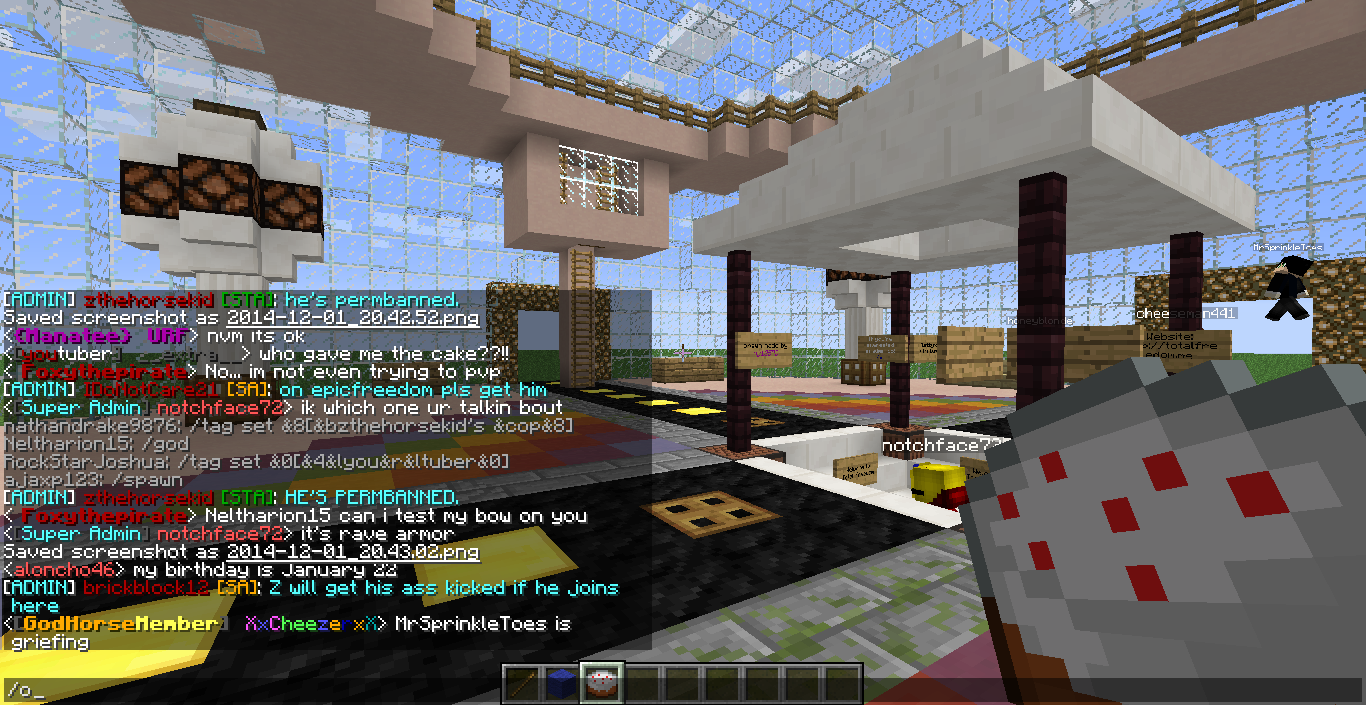 MrSprinkleToes
cheeseman441
honeyblonde
Website:
://totalfre
edom.me
notchface72
[ADMIN] zthehorsekid [STA]: he's permbanned.
Saved screenshot as 2014-12-01_20.42.52.png
<{Manatee} URF> nvm its ok
> who gave me the cake??!!
< Foxythepirate> No... im not even trying to pvp
[ADMIN] IDoNotCare21 [SA]: on epicfreedom pls get him
<[Super Admin] notchface72> ik which one ur talkin bout
nathandrake9876: /tag set &8[&bzthehorsekid's &cop&8]
Neltharion15: /god
RockStarJoshua: /tag set &0[&4&lyou&r&ltuber&0]
ajaxp123: /spawn
[ADMIN] zthehorsekid [STA]: HE'S PERMBANNED.
< Foxythepirate> Neltharion15 can i test my bow on you
<[Super Admin] notchface72> it's rave armor
Saved screenshot as 2014-12-01_20.43.02.png
<aloncho46> my birthday is January 22
[ADMIN] brickblock12 [SA]: Z will get his ass kicked if he joins
here
<[GodHorseMember] XxCheezerxX> MrSprinkleToes is
griefing
/o_